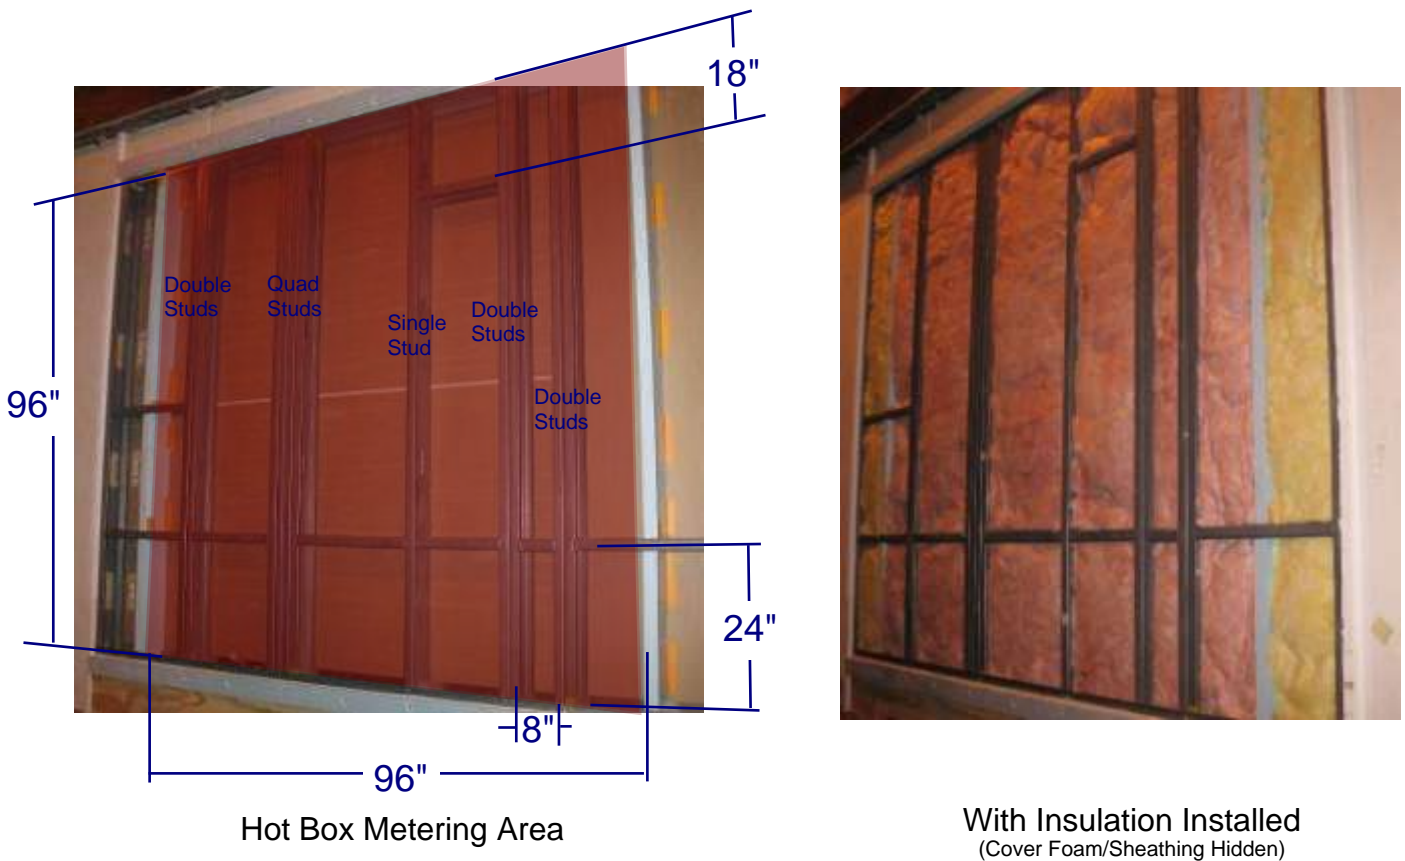 18"
Double
Studs
Quad
Studs
Single
Stud
Double
Studs
96"
Double
Studs
24"
8"
96"
Hot Box Metering Area
With Insulation Installed
(Cover Foam/Sheathing Hidden)